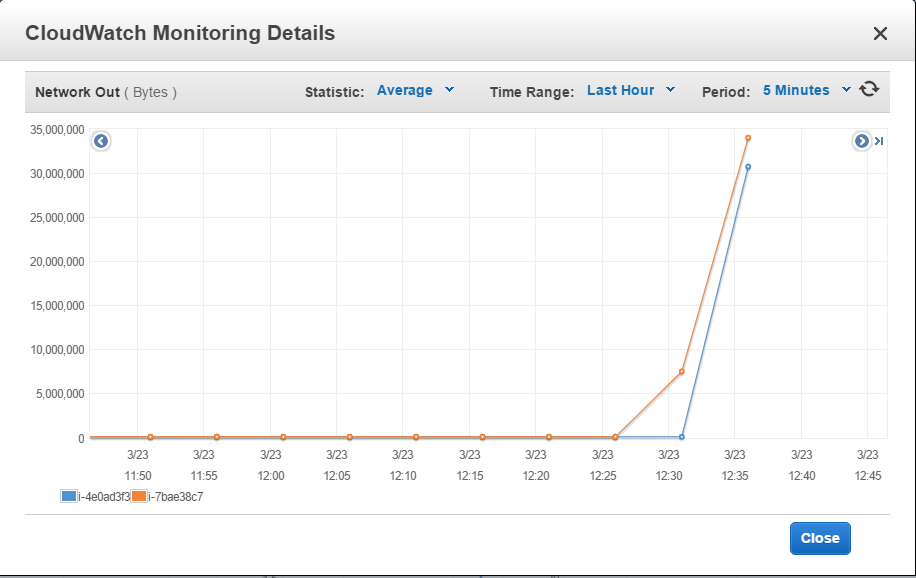 CloudWatch Monitoring Details
Network Out ( Bytes ) Statistic: Average Time Range: Last Hour Period: 5 Minutes
35,000,000
30,000,000
25,000,000
20,000,000
15,000,000
10,000,000
5,000,000
0
3/23 3/23 3/23 3/23 3/23 3/23 3/23 3/23 3/23 3/23 3/23 3/23
11:50 11:55 12:00 12:05 12:10 12:15 12:20 12:25 12:30 12:35 12:40 12:45
i-4e0ad3f3 i-7bae38c7
Close